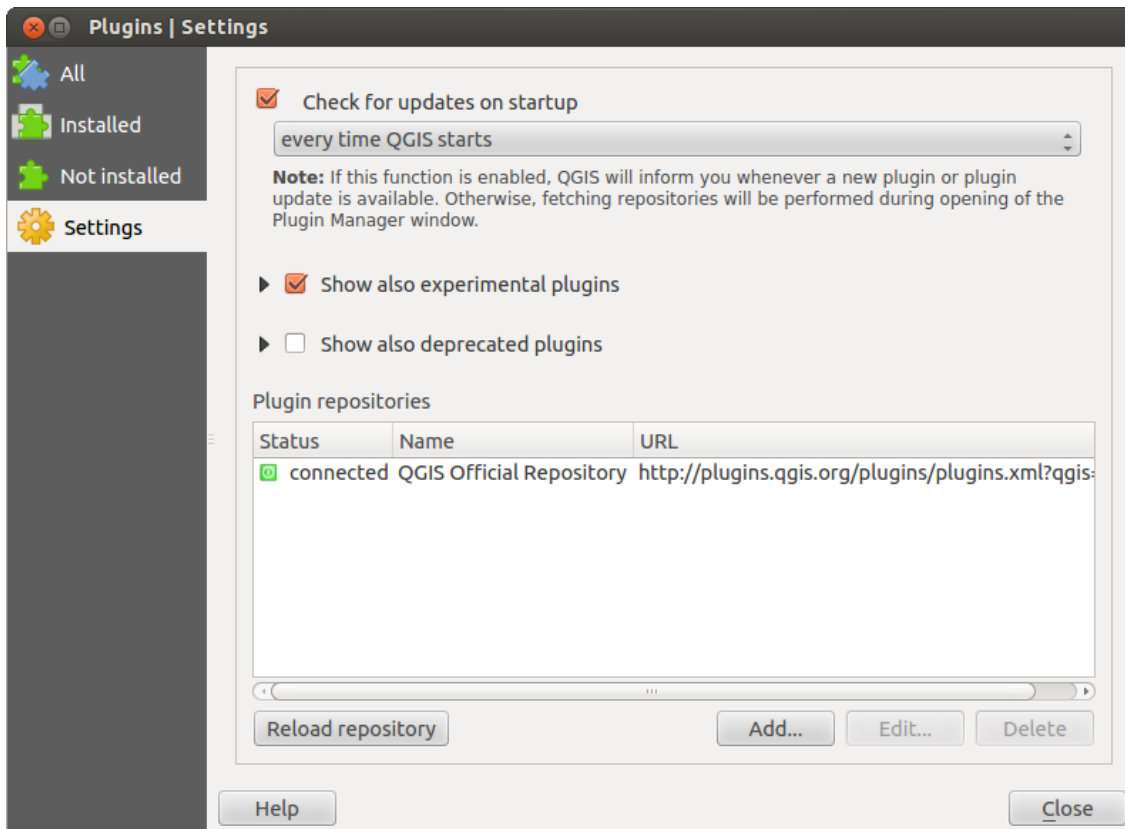 Plugins | Settings
All
Installed
Not installed
Settings
Check for updates on startup
every time QGIS starts
Note: If this function is enabled, QGIS will inform you whenever a new plugin or plugin
update is available. Otherwise, fetching repositories will be performed during opening of the
Plugin Manager window.
Show also experimental plugins
Show also deprecated plugins
Plugin repositories
Status Name URL
connected QGIS Official Repository http://plugins.qgis.org/plugins/plugins.xml?qgis=
Reload repository Add... Edit... Delete
Help Close